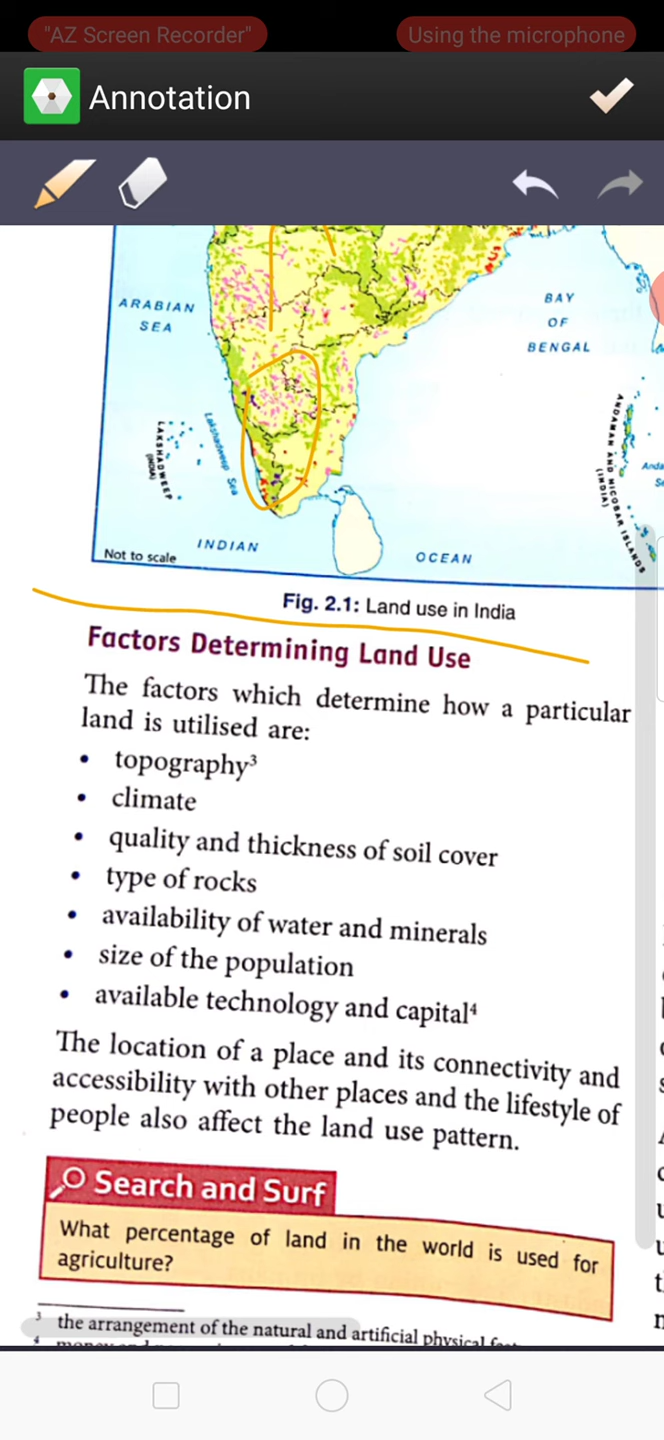 "AZ Screen Recorder"
Using the microphone
Annotation
ARABIAN
SEA
BAY
OF
BENGAL
LAKSHADWEEP
(INDIA)
Lakshadweep Sea
ANDAMAN AND NICOBAR ISLANDS
(INDIA)
INDIAN
OCEAN
Not to scale
Fig. 2.1: Land use in India
Factors Determining Land Use
The factors which determine how a particular
land is utilised are:
• topography³
• climate
• quality and thickness of soil cover
• type of rocks
• availability of water and minerals
• size of the population
• available technology and capital⁴
The location of a place and its connectivity and
accessibility with other places and the lifestyle of
people also affect the land use pattern.
Search and Surf
What percentage of land in the world is used for
agriculture?
³ the arrangement of the natural and artificial physical